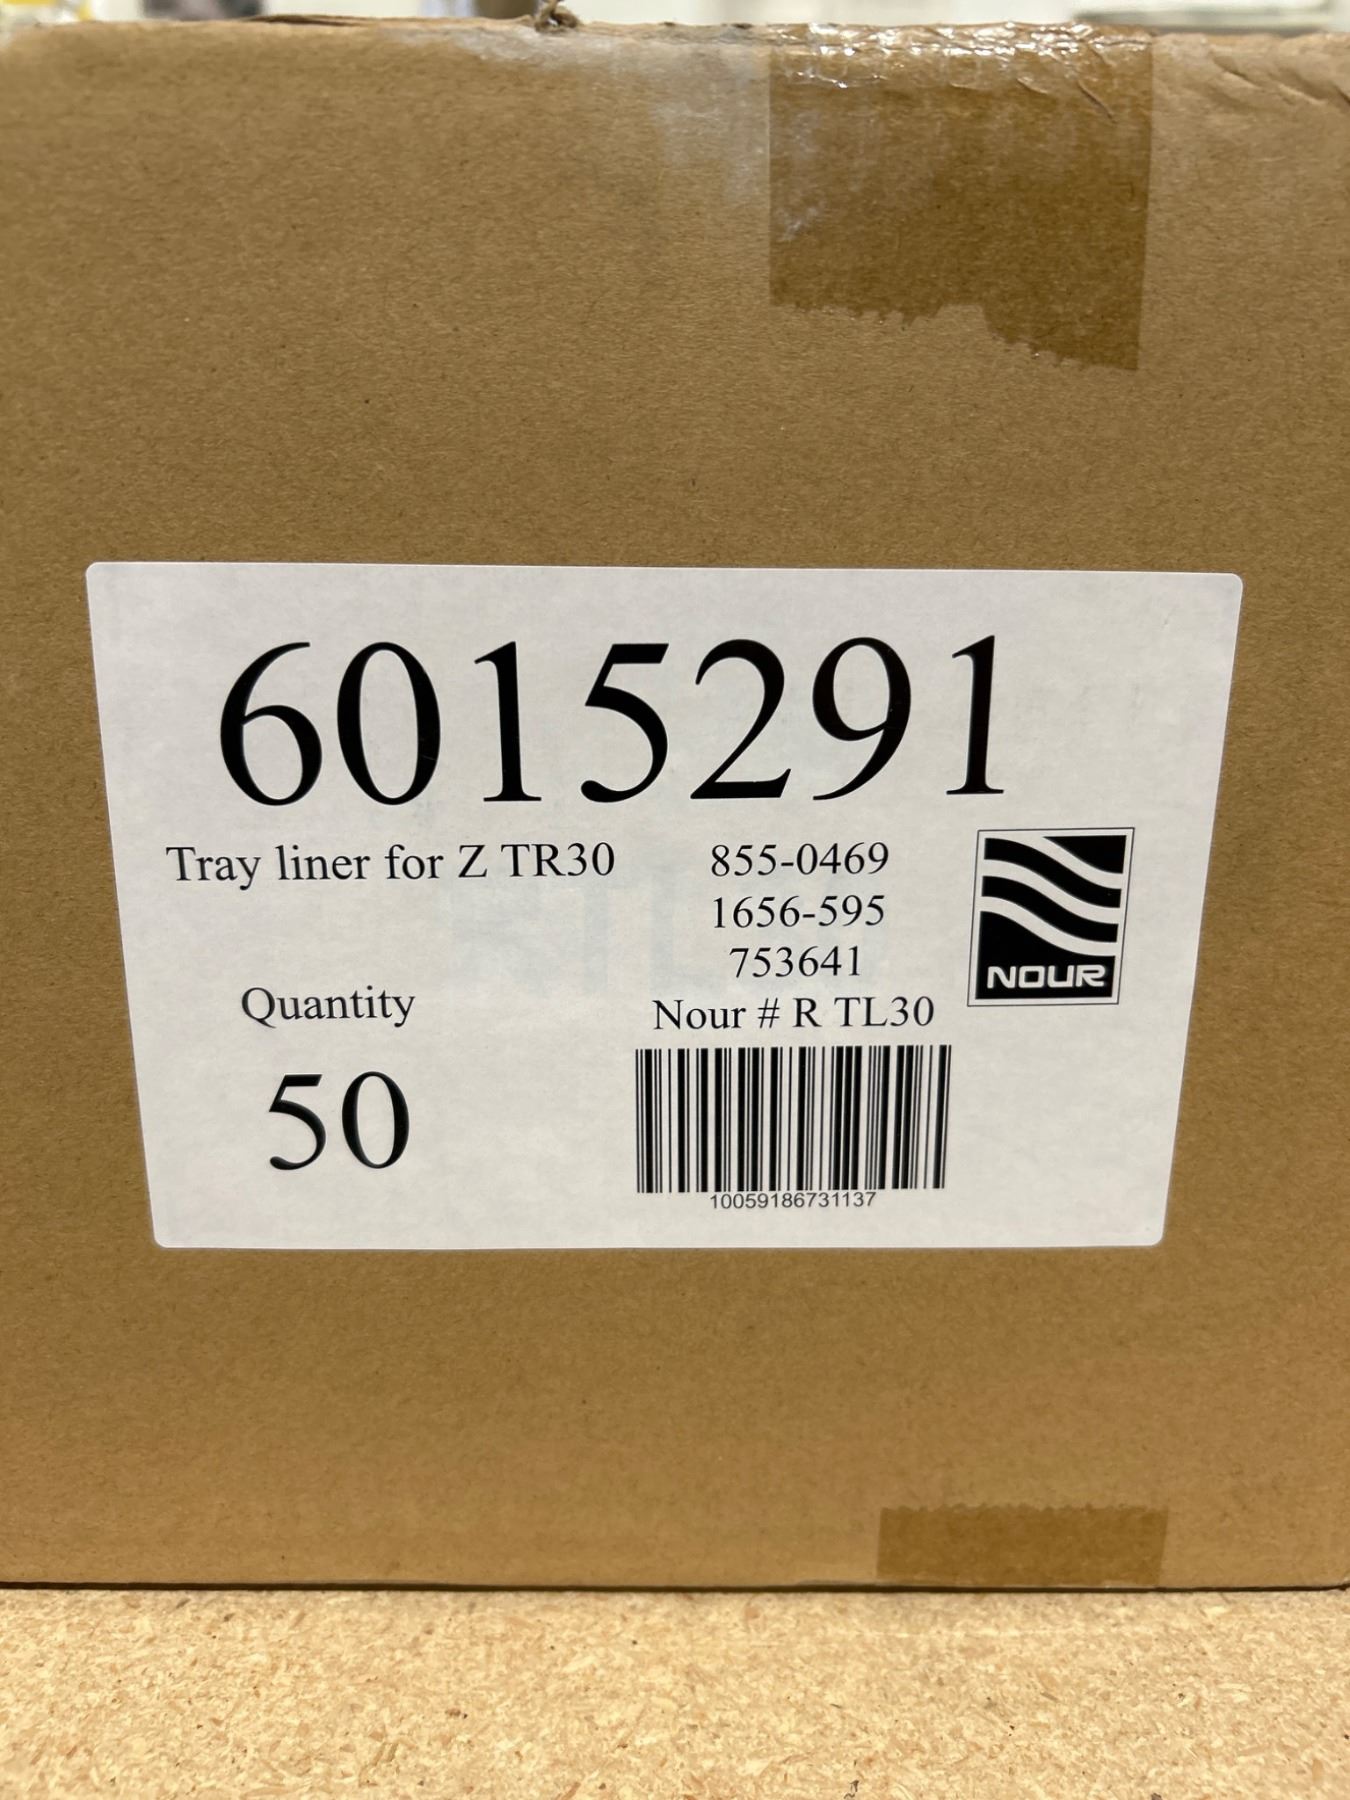 6015291
Tray liner for Z TR30
855-0469
1656-595
753641
Nour # R TL30
NOUR
Quantity
50
10059186731137